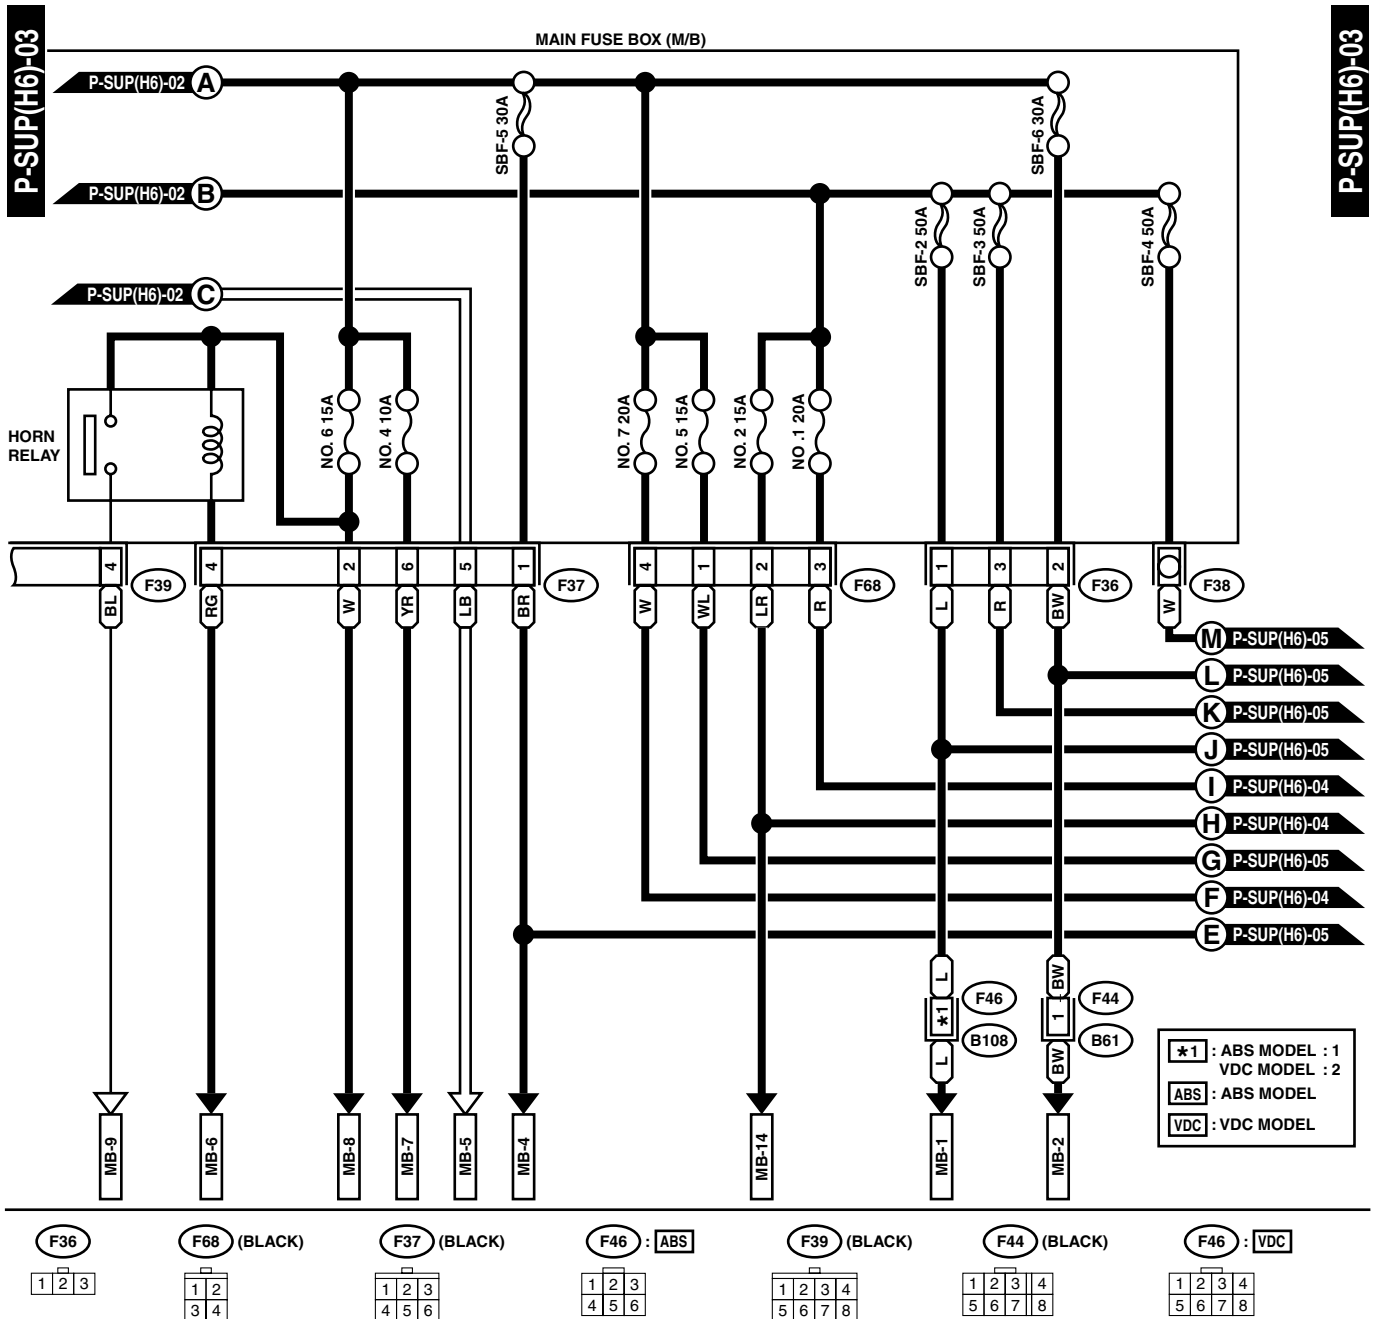 P-SUP(H6)-03
P-SUP(H6)-03
MAIN FUSE BOX (M/B)
P-SUP(H6)-02 A
SBF-5 30A
SBF-6 30A
P-SUP(H6)-02 B
SBF-2 50A
SBF-3 50A
SBF-4 50A
P-SUP(H6)-02 C
HORN
RELAY
NO. 6 15A
NO. 4 10A
NO. 7 20A
NO. 5 15A
NO. 2 15A
NO .1 20A
4 F39 4 2 6 5 1 F37 4 1 2 3 F68 1 3 2 F36 F38
BL RG W YR LB BR W WL LR R L R BW W
M P-SUP(H6)-05
L P-SUP(H6)-05
K P-SUP(H6)-05
J P-SUP(H6)-05
I P-SUP(H6)-04
H P-SUP(H6)-04
G P-SUP(H6)-05
F P-SUP(H6)-04
E P-SUP(H6)-05
L BW
*1 F46 1 F44
B108 B61
L BW
*1 : ABS MODEL : 1
VDC MODEL : 2
ABS : ABS MODEL
VDC : VDC MODEL
MB-9 MB-6 MB-8 MB-7 MB-5 MB-4 MB-14 MB-1 MB-2
F36 F68 (BLACK) F37 (BLACK) F46 : ABS F39 (BLACK) F44 (BLACK) F46 : VDC
1 2 3 1 2 1 2 3 1 2 3 1 2 3 4 1 2 3 4 1 2 3 4
3 4 4 5 6 4 5 6 5 6 7 8 5 6 7 8 5 6 7 8